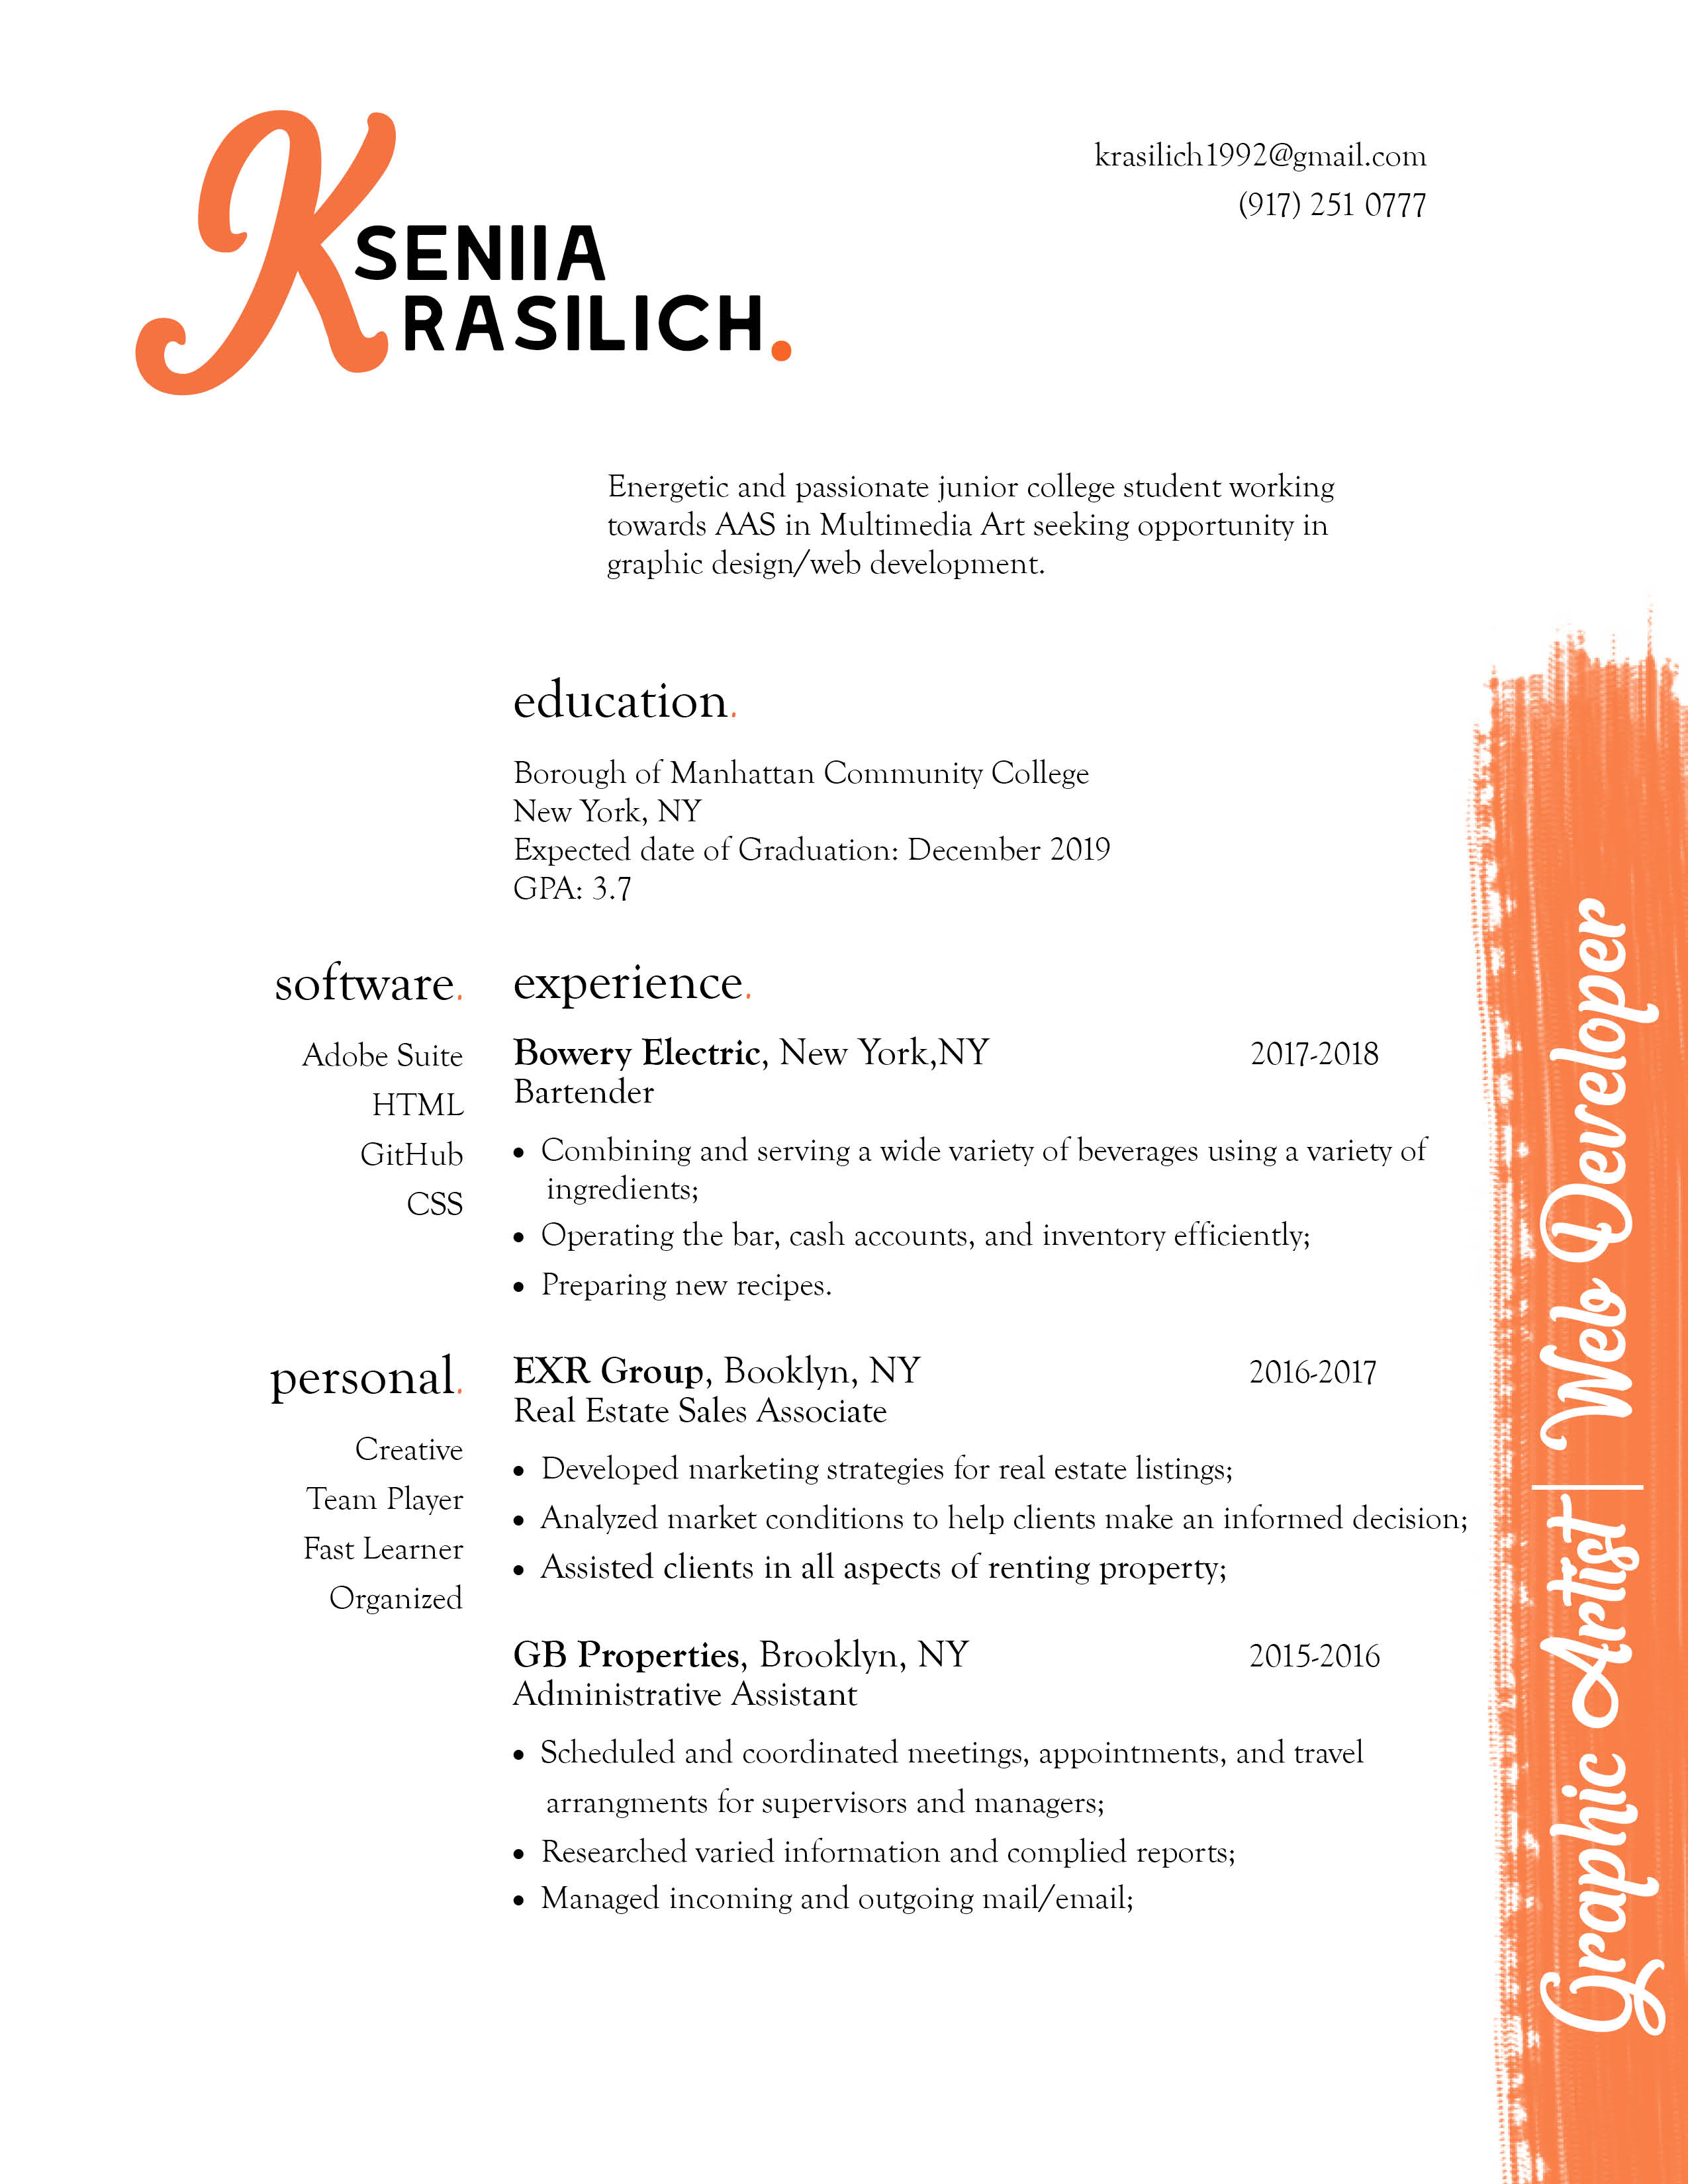 KSENIIA
KRASILICH.
krasilich1992@gmail.com
(917) 251 0777
Energetic and passionate junior college student working
towards AAS in Multimedia Art seeking opportunity in
graphic design/web development.
education.
Borough of Manhattan Community College
New York, NY
Expected date of Graduation: December 2019
GPA: 3.7
software.
Adobe Suite
HTML
GitHub
CSS
personal.
Creative
Team Player
Fast Learner
Organized
experience.
Bowery Electric, New York,NY 2017-2018
Bartender
• Combining and serving a wide variety of beverages using a variety of
ingredients;
• Operating the bar, cash accounts, and inventory efficiently;
• Preparing new recipes.
EXR Group, Booklyn, NY 2016-2017
Real Estate Sales Associate
• Developed marketing strategies for real estate listings;
• Analyzed market conditions to help clients make an informed decision;
• Assisted clients in all aspects of renting property;
GB Properties, Brooklyn, NY 2015-2016
Administrative Assistant
• Scheduled and coordinated meetings, appointments, and travel
arrangments for supervisors and managers;
• Researched varied information and complied reports;
• Managed incoming and outgoing mail/email;
Graphic Artist | Web Developer